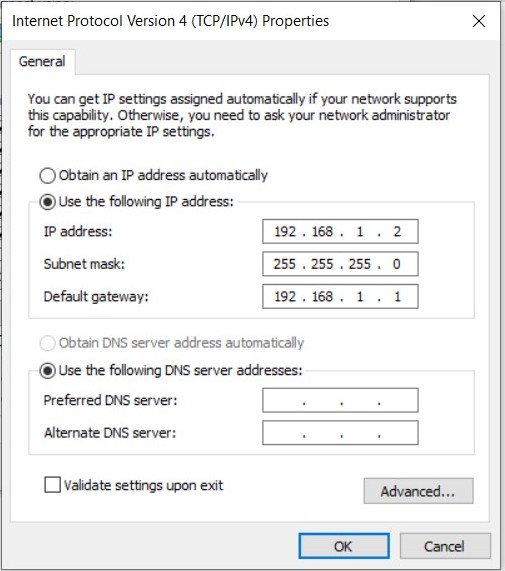 Internet Protocol Version 4 (TCP/IPv4) Properties
General
You can get IP settings assigned automatically if your network supports
this capability. Otherwise, you need to ask your network administrator
for the appropriate IP settings.
Obtain an IP address automatically
Use the following IP address:
IP address: 192 . 168 . 1 . 2
Subnet mask: 255 . 255 . 255 . 0
Default gateway: 192 . 168 . 1 . 1
Obtain DNS server address automatically
Use the following DNS server addresses:
Preferred DNS server: . . .
Alternate DNS server: . . .
Validate settings upon exit
Advanced...
OK Cancel